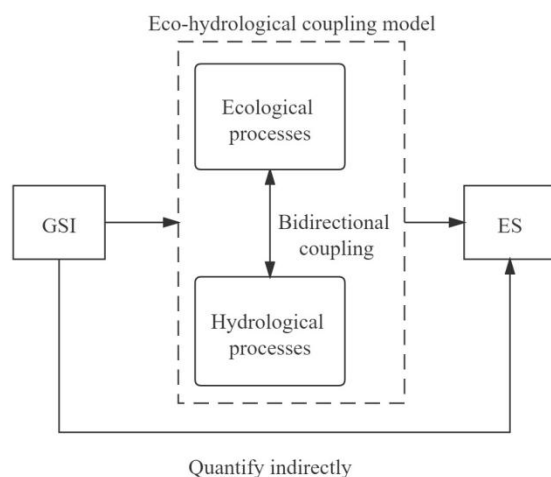 Eco-hydrological coupling model
Ecological
processes
GSI
Bidirectional
coupling
ES
Hydrological
processes
Quantify indirectly